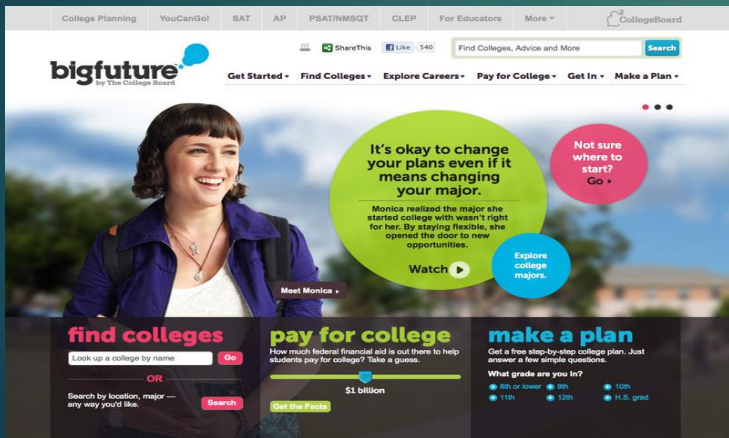 College Planning YouCanGo! SAT AP PSAT/NMSQT CLEP For Educators More CollegeBoard
ShareThis Like 540 Find Colleges, Advice and More Search
bigfuture
by The College Board
Get Started Find Colleges Explore Careers Pay for College Get In Make a Plan
It's okay to change
your plans even if it
means changing
your major.
Monica realized the major she
started college with wasn't right
for her. By staying flexible, she
opened the door to new
opportunities.
Watch
Not sure
where to
start?
Go
Explore
college
majors.
Meet Monica
find colleges
Look up a college by name Go
OR
Search by location, major —
any way you'd like.
Search
pay for college
How much federal financial aid is out there to help
students pay for college? Take a guess.
$1 billion
Get the Facts
make a plan
Get a free step-by-step college plan. Just
answer a few simple questions.
What grade are you in?
8th or lower 9th 10th
11th 12th H.S. grad